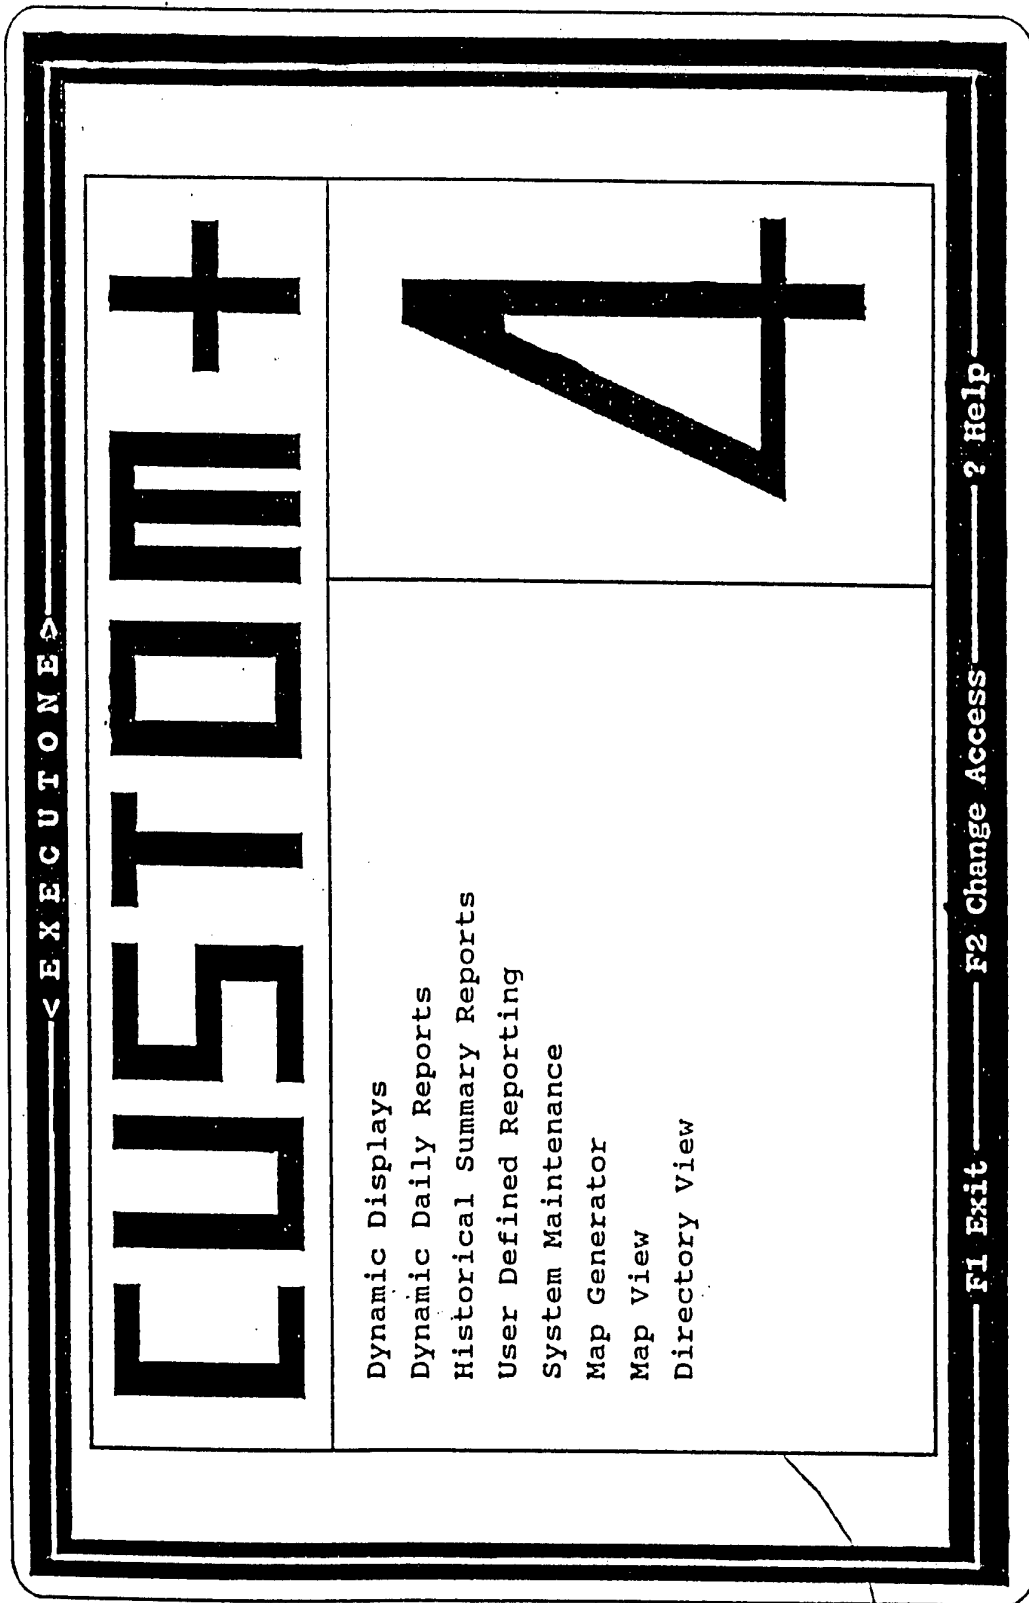 < E X E C U T O N E >
CUSTOM +
Dynamic Displays
Dynamic Daily Reports
Historical Summary Reports
User Defined Reporting
System Maintenance
Map Generator
Map View
Directory View
4
F1 Exit F2 Change Access ? Help